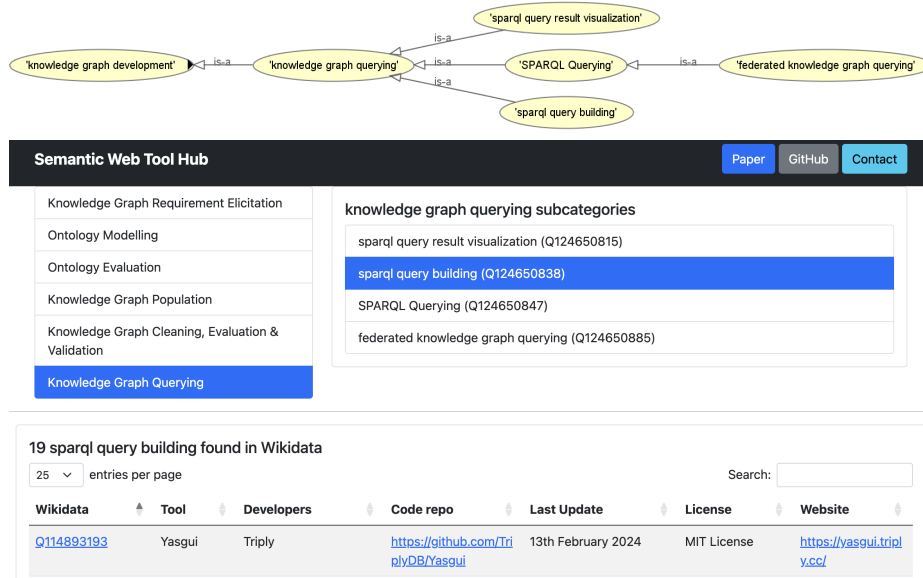 'sparql query result visualization'
is-a
'knowledge graph development'
is-a
'knowledge graph querying'
is-a
'SPARQL Querying'
is-a
'federated knowledge graph querying'
is-a
'sparql query building'
Semantic Web Tool Hub
Paper
GitHub
Contact
Knowledge Graph Requirement Elicitation
Ontology Modelling
Ontology Evaluation
Knowledge Graph Population
Knowledge Graph Cleaning, Evaluation &
Validation
Knowledge Graph Querying
knowledge graph querying subcategories
sparql query result visualization (Q124650815)
sparql query building (Q124650838)
SPARQL Querying (Q124650847)
federated knowledge graph querying (Q124650885)
19 sparql query building found in Wikidata
25 entries per page
Search:
Wikidata Tool Developers Code repo Last Update License Website
Q114893193 Yasgui Triply https://github.com/Tri 13th February 2024 MIT License https://yasgui.tripl
plyDB/Yasgui y.cc/